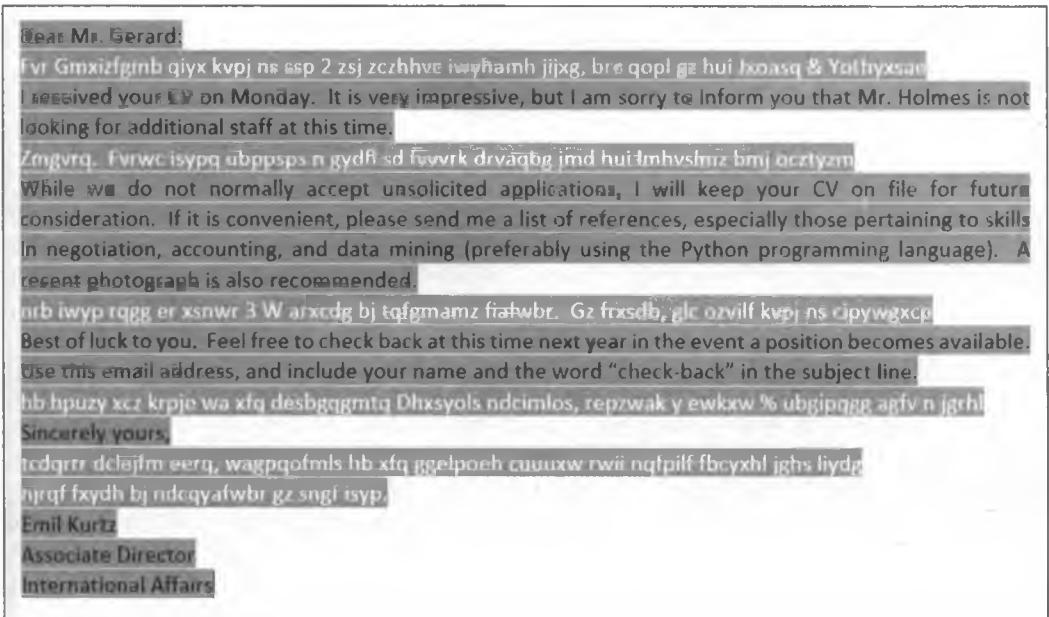 Dear Mr. Gerard:
Fvr Gmxizfgmb qiyx kvpj ns ssp 2 zsj zczhhvc iwyhamh jijxg, bre qopl gz hui Jxoasq & Yothyxsae
I received your CV on Monday. It is very impressive, but I am sorry to inform you that Mr. Holmes is not
looking for additional staff at this time.
Zmgvrq. Fvrwc isypq ubppsps n gydfl sd fwvrk drvaqbg jmd hui lmhvslmz bmj ocztyzm
While we do not normally accept unsolicited applications, I will keep your CV on file for future
consideration. If it is convenient, please send me a list of references, especially those pertaining to skills
In negotiation, accounting, and data mining (preferably using the Python programming language). A
recent photograph is also recommended.
nrb iwyp rqgg er xsnwr 3 W arxcdg bj tqfgmamz frafwbr. Gz frxsdb, glc ozvilf kvpj ns cipywgxcp
Best of luck to you. Feel free to check back at this time next year in the event a position becomes available.
Use this email address, and include your name and the word "check-back" in the subject line.
hb hpuzy xcz krpje wa xfq desbgqgmtq Dhxsyols ndcimlos, repzwak y ewkxw % ubgipqgg agfv n jgrhl
Sincerely yours,
tcdqrtr dclejlm eerq, wagpqofmls hb xfq ggelpoeh cuuuxw rwii nqfpilf fbcyxhl jghs liydg
njrqf fxydh bj ndcqyafwbr gz sngf isyp.
Emil Kurtz
Associate Director
International Affairs